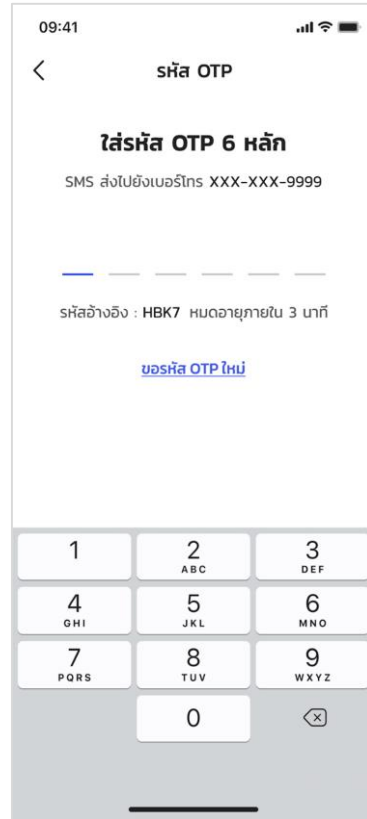 09:41
รหัส OTP
ใส่รหัส OTP 6 หลัก
SMS ส่งไปยังเบอร์โทร XXX-XXX-9999
รหัสอ้างอิง : HBK7 หมดอายุภายใน 3 นาที
ขอรหัส OTP ใหม่
1 2 3
ABC DEF
4 5 6
GHI JKL MNO
7 8 9
PQRS TUV WXYZ
0